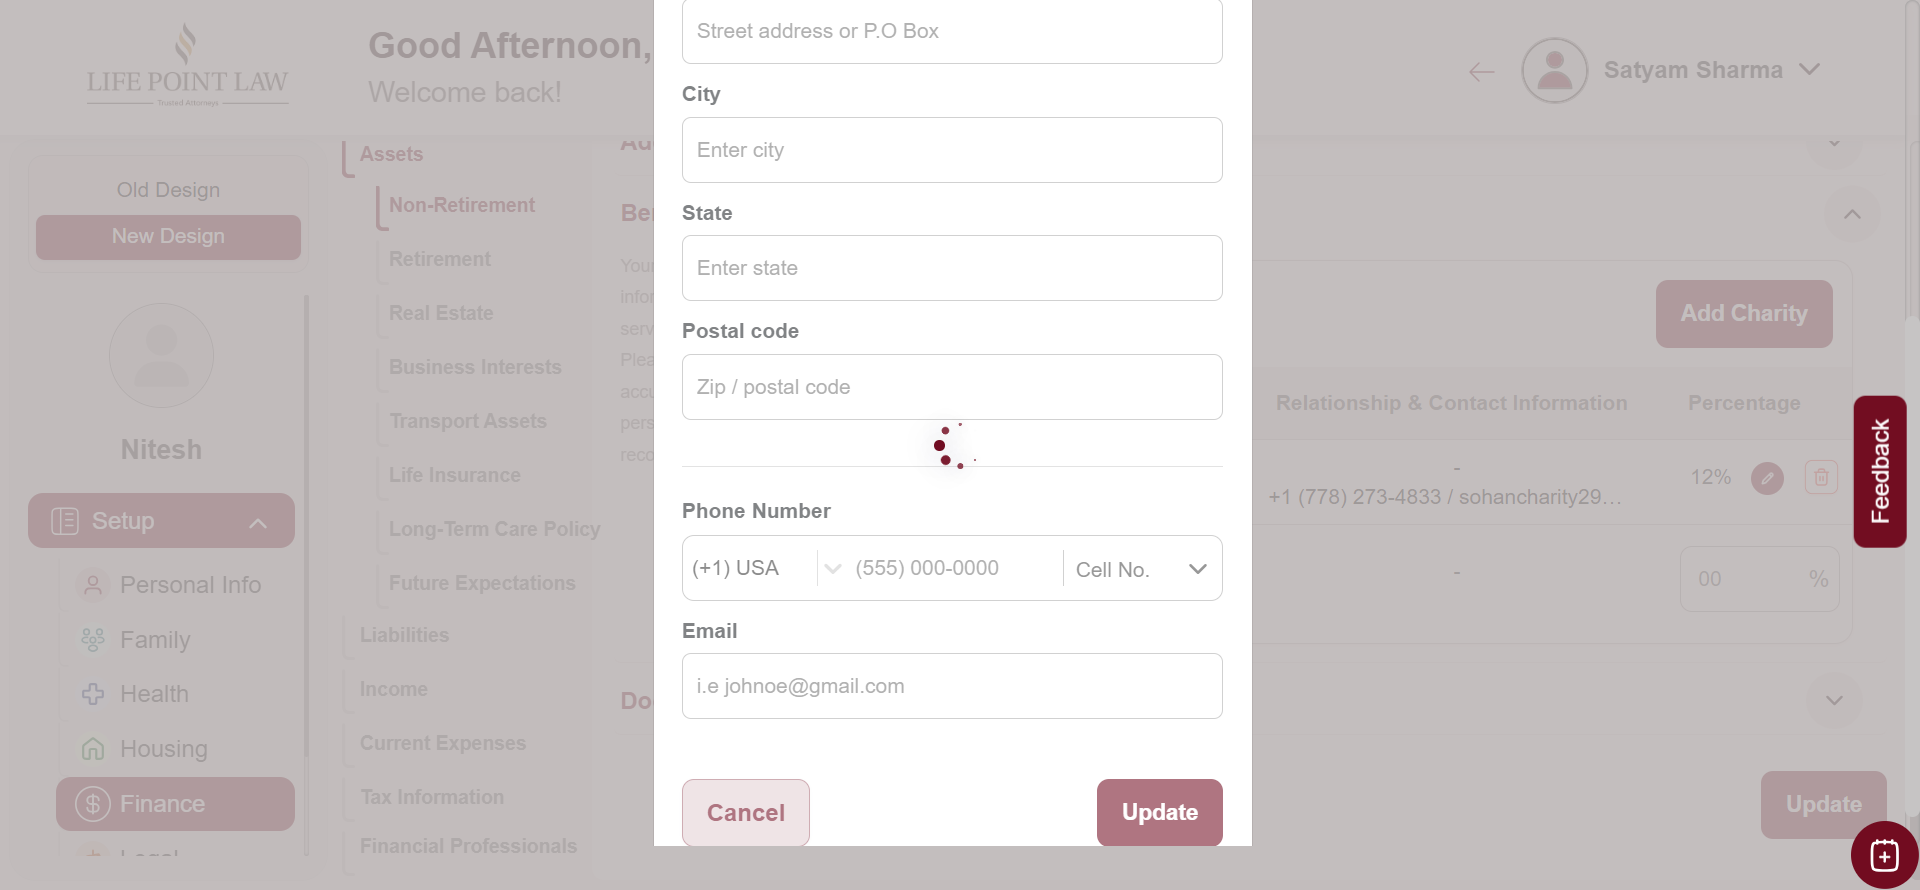 LIFE POINT LAW
Trusted Attorneys
Good Afternoon,
Welcome back!
Satyam Sharma
Old Design
New Design
Nitesh
Setup
Personal Info
Family
Health
Housing
Finance
Legal
Assets
Non-Retirement
Retirement
Real Estate
Business Interests
Transport Assets
Life Insurance
Long-Term Care Policy
Future Expectations
Liabilities
Income
Current Expenses
Tax Information
Financial Professionals
Street address or P.O Box
City
Enter city
State
Enter state
Postal code
Zip / postal code
Phone Number
(+1) USA
(555) 000-0000
Cell No.
Email
i.e johnoe@gmail.com
Cancel
Update
Add Charity
Relationship & Contact Information
Percentage
-
+1 (778) 273-4833 / sohancharity29...
12%
-
00 %
Update
Feedback